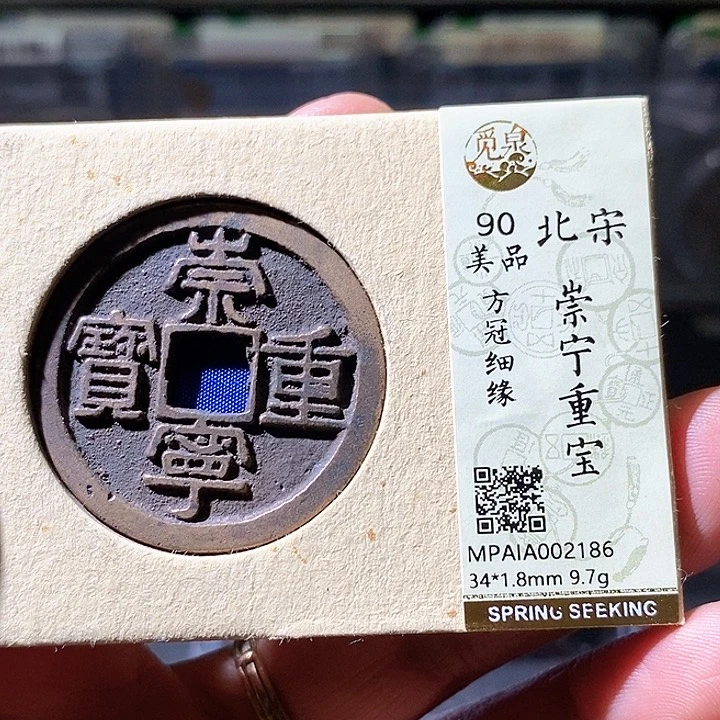 崇
寶 重
寧
觅泉
北宋
崇宁重宝
90
美品
方冠细缘
MPAIA002186
34*1.8mm 9.7g
SPRING SEEKING